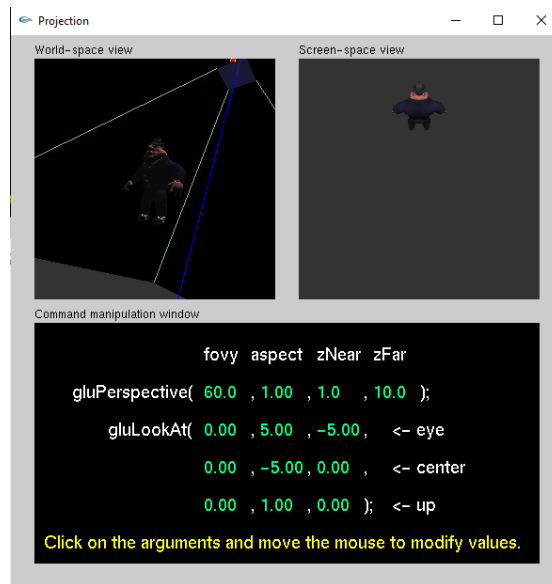 Projection
World-space view Screen-space view
Command manipulation window
fovy aspect zNear zFar
gluPerspective( 60.0 , 1.00 , 1.0 , 10.0 );
gluLookAt( 0.00 , 5.00 , -5.00 , <- eye
0.00 , -5.00 , 0.00 , <- center
0.00 , 1.00 , 0.00 ); <- up
Click on the arguments and move the mouse to modify values.